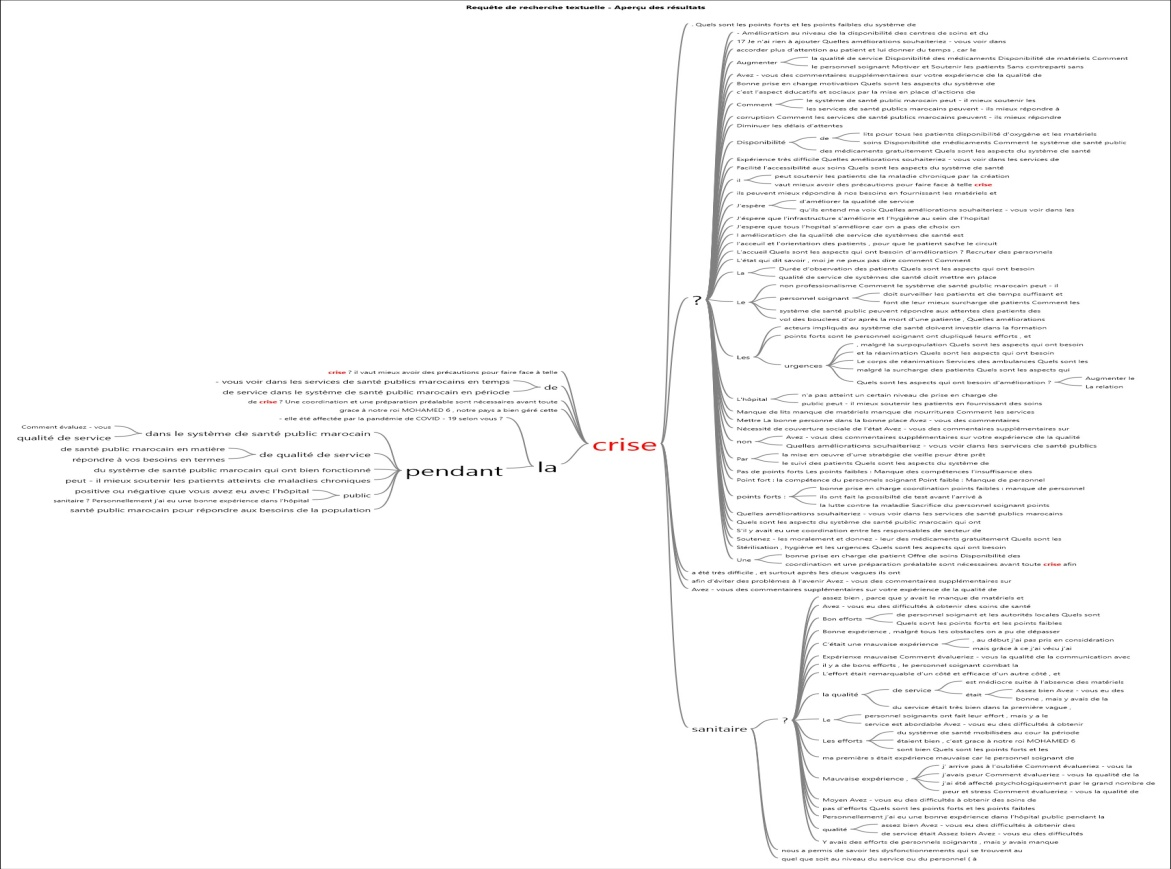 Requête de recherche textuelle - Aperçu des résultats
crise ? il vaut mieux avoir des précautions pour faire face à telle
- vous voir dans les services de santé publics marocains en temps
de service dans le système de santé public marocain en période
de
de crise ? Une coordination et une préparation préalable sont nécessaires avant toute
grace à notre roi MOHAMED 6 , notre pays a bien géré cette
- elle été affectée par la pandémie de COVID - 19 selon vous ?
Comment évaluez - vous
qualité de service
dans le système de santé public marocain
de santé public marocain en matière
répondre à vos besoins en termes
de qualité de service
du système de santé public marocain qui ont bien fonctionné
peut - il mieux soutenir les patients atteints de maladies chroniques
positive ou négative que vous avez eu avec l'hôpital
sanitaire ? Personnellement j'ai eu une bonne expérience dans l'hôpital
public
santé public marocain pour répondre aux besoins de la population
pendant
la
crise
. Quels sont les points forts et les points faibles du système de
?
- Amélioration au niveau de la disponibilité des centres de soins et du
17 Je n'ai rien à ajouter Quelles améliorations souhaiteriez - vous voir dans
accorder plus d'attention au patient et lui donner du temps , car le
Augmenter
la qualité de service Disponibilité des médicaments Disponibilité de matériels Comment
le personnel soignant Motiver et Soutenir les patients Sans contreparti sans
Avez - vous des commentaires supplémentaires sur votre expérience de la qualité de
Bonne prise en charge motivation Quels sont les aspects du système de
c'est l'aspect éducatifs et sociaux par la mise en place d'actions de
Comment
le système de santé public marocain peut - il mieux soutenir les
les services de santé publics marocains peuvent - ils mieux répondre à
corruption Comment les services de santé publics marocains peuvent - ils mieux répondre
Diminuer les délais d'attentes
Disponibilité
de
lits pour tous les patients disponibilité d'oxygène et les matériels
soins Disponibilité de médicaments Comment le système de santé public
des médicaments gratuitement Quels sont les aspects du système de santé
Expérience très difficile Quelles améliorations souhaiteriez - vous voir dans les services de
Facilité l'accessibilité aux soins Quels sont les aspects du système de santé
il
peut soutenir les patients de la maladie chronique par la création
vaut mieux avoir des précautions pour faire face à telle crise
ils peuvent mieux répondre à nos besoins en fournissant les matériels et
J'espère
d'améliorer la qualité de service
qu'ils entend ma voix Quelles améliorations souhaiteriez - vous voir dans les
J'éspere que l'infrastructure s'améliore et l'hygiène au sein de l'hopital
J'espere que tous l'hopital s'améliore car on a pas de choix on
l amélioration de la qualité de service de systèmes de santé est
l'acceuil et l'orientation des patients , pour que le patient sache le circuit
L'accueil Quels sont les aspects qui ont besoin d'amélioration ? Recruter des personnels
L'état qui dit savoir , moi je ne peux pas dire comment Comment
La
Durée d'observation des patients Quels sont les aspects qui ont besoin
qualité de service de systèmes de santé doit mettre en place
Le
non professionalisme Comment le système de santé public marocain peut - il
personnel soignant
doit surveiller les patients et de temps suffisant et
font de leur mieux surcharge de patients Comment les
système de santé public peuvent répondre aux attentes des patients des
vol des bouclees d'or après la mort d'une patiente , Quelles améliorations
Les
acteurs impliqués au système de santé doivent investir dans la formation
points forts sont le personnel soignant ont dupliqué leurs efforts , et
urgences
, malgré la surpopulation Quels sont les aspects qui ont besoin
et la réanimation Quels sont les aspects qui ont besoin
Le corps de réanimation Services des ambulances Quels sont les
malgré la surcharge des patients Quels sont les aspects qui
Quels sont les aspects qui ont besoin d'amélioration ?
Augmenter le
La relation
L'hôpital
n'a pas atteint un certain niveau de prise en charge de
public peut - il mieux soutenir les patients en fournissant des soins
Manque de lits manque de matériels manque de nourritures Comment les services
Mettre La bonne personne dans la bonne place Avez - vous des commentaires
Nécessité de couverture sociale de l'état Avez - vous des commentaires supplémentaires sur
non
Avez - vous des commentaires supplémentaires sur votre expérience de la qualité
Quelles améliorations souhaiteriez - vous voir dans les services de santé publics
Par
la mise en œuvre d'une stratégie de veille pour être prêt
le suivi des patients Quels sont les aspects du système de
Pas de points forts Les points faibles : Manque des compétences l'insuffisance des
Point fort : la compétence du personnels soignant Point faible : Manque de personnel
points forts :
bonne prise en charge coordination points faibles : manque de personnel
ils ont fait la possibilté de test avant l'arrivé à
la lutte contre la maladie Sacrifice du personnel soignant points
Quelles améliorations souhaiteriez - vous voir dans les services de santé publics marocains
Quels sont les aspects du système de santé public marocain qui ont
S'il y avait eu une coordination entre les responsables de secteur de
Soutenez - les moralement et donnez - leur des médicaments gratuitement Quels sont les
Stérilisation , hygiène et les urgences Quels sont les aspects qui ont besoin
Une
bonne prise en charge de patient Offre de soins Disponibilité des
coordination et une préparation préalable sont nécessaires avant toute crise afin
a été très difficile , et surtout après les deux vagues ils ont
afin d'éviter des problèmes à l'avenir Avez - vous des commentaires supplémentaires sur
Avez - vous des commentaires supplémentaires sur votre expérience de la qualité de
sanitaire
?
assez bien , parce que y avait le manque de matériels et
Avez - vous eu des difficultés à obtenir des soins de santé
Bon efforts
de personnel soignant et les autorités locales Quels sont
Quels sont les points forts et les points faibles
Bonne expérience , malgré tous les obstacles on a pu de dépasser
C'était une mauvaise expérience
, au début j'ai pas pris en considération
mais grâce à ce j'ai vécu j'ai
Expérience mauvaise Comment évalueriez - vous la qualité de la communication avec
il y a de bons efforts , le personnel soignant combat la
L'effort était remarquable d'un côté et efficace d'un autre côté , et
la qualité
de service
est médiocre suite à l'absence des matériels
était
Assez bien Avez - vous eu des
bonne , mais y avais de la
du service était très bien dans la première vague ,
Le
personnel soignants ont fait leur effort , mais y a le
service est abordable Avez - vous eu des difficultés à obtenir
Les efforts
du système de santé mobilisées au cour la période
étaient bien , c'est grace à notre roi MOHAMED 6
sont bien Quels sont les points forts et les
ma première s était expérience mauvaise car le personnel soignant de
Mauvaise expérience ,
j' arrive pas à l'oubliée Comment évalueriez - vous la
j'avais peur Comment évalueriez - vous la qualité de la
j'ai été affecté psychologiquement par le grand nombre de
peur et stress Comment évalueriez - vous la qualité de
Moyen Avez - vous eu des difficultés à obtenir des soins de
pas d'efforts Quels sont les points forts et les points faibles
Personnellement j'ai eu une bonne expérience dans l'hôpital public pendant la
qualité
assez bien Avez - vous eu des difficultés à obtenir des
de service était Assez bien Avez - vous eu des difficultés
Y avais des efforts de personnels soignants , mais y avais manque
nous a permis de savoir les dysfonctionnements qui se trouvent au
quel que soit au niveau du service ou du personnel ( à